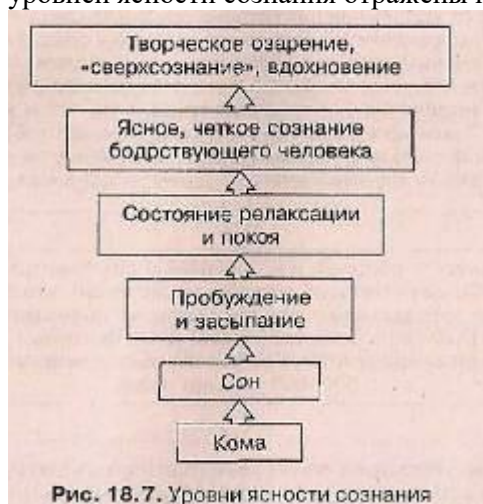 уровней ясности сознания отражены
Творческое озарение,
«сверхсознание», вдохновение
Ясное, четкое сознание
бодрствующего человека
Состояние релаксации
и покоя
Пробуждение
и засыпание
Сон
Кома
Рис. 18.7. Уровни ясности сознания